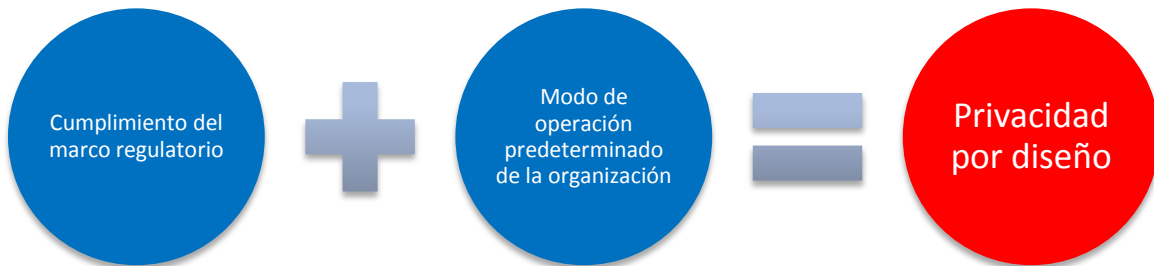 Cumplimiento del
marco regulatorio
Modo de
operación
predeterminado
de la organización
Privacidad
por diseño